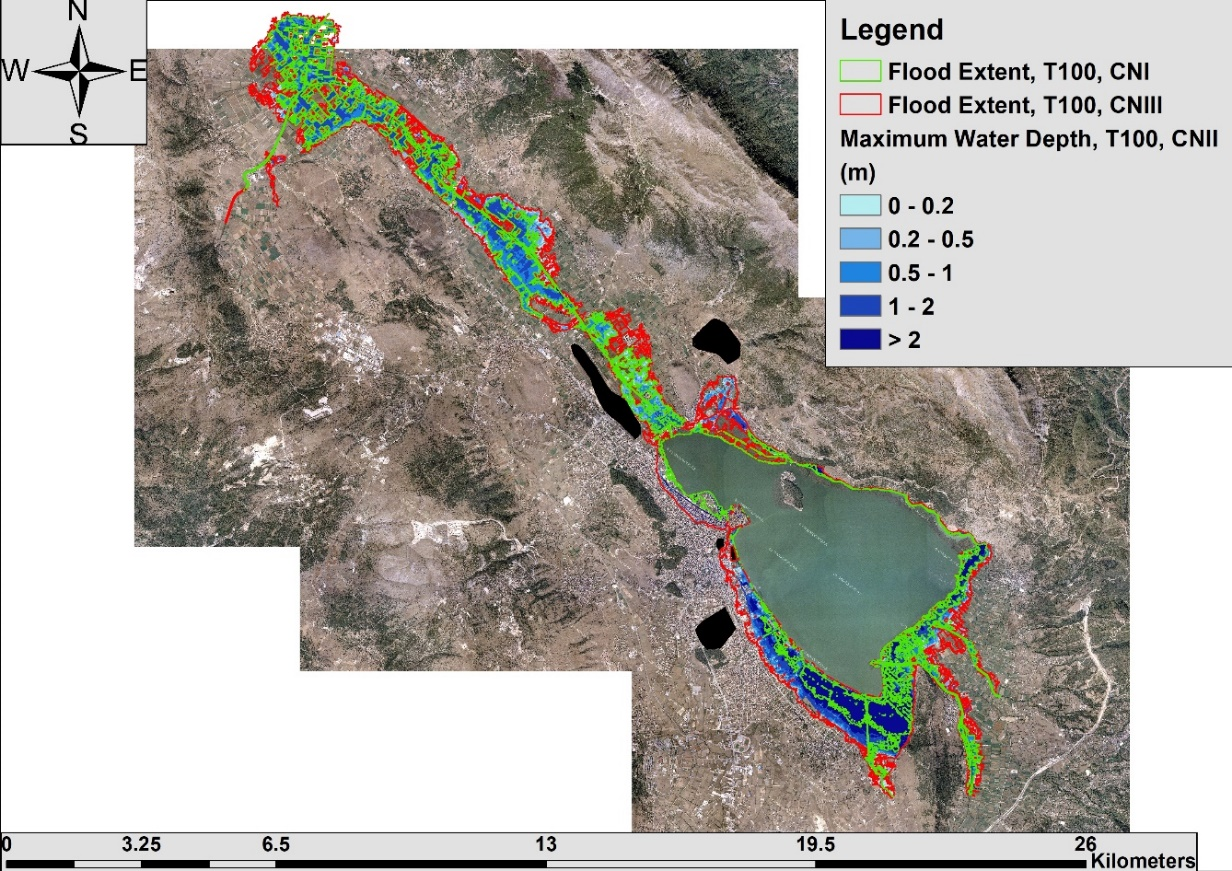 N
W E
S
Legend
Flood Extent, T100, CNI
Flood Extent, T100, CNIII
Maximum Water Depth, T100, CNII
(m)
0 - 0.2
0.2 - 0.5
0.5 - 1
1 - 2
> 2
0 3.25 6.5 13 19.5 26
Kilometers